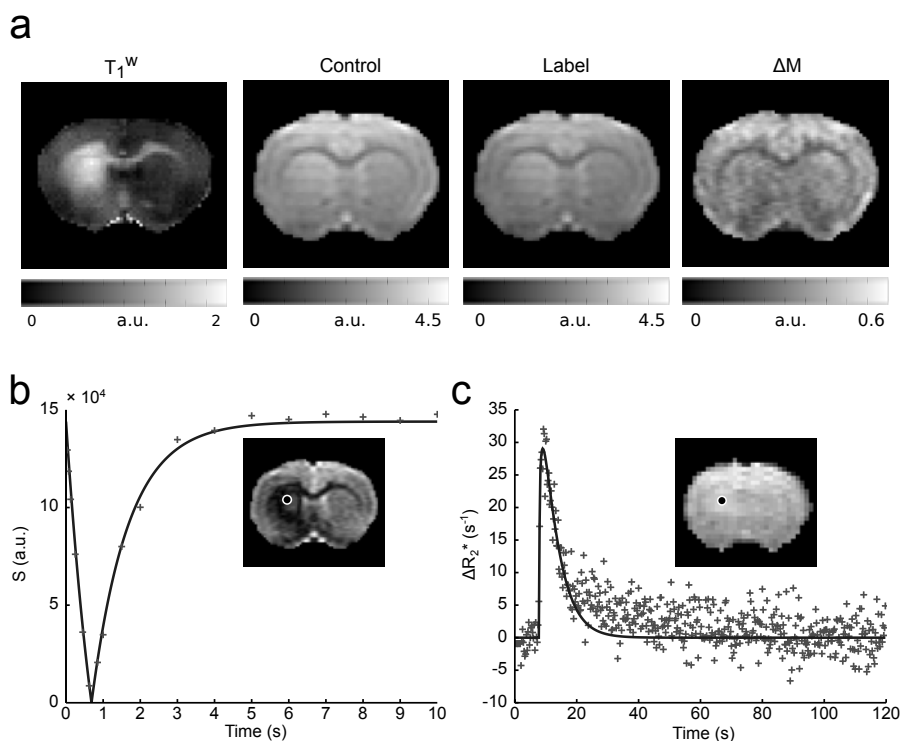 a
T₁ᵂ Control Label ΔM
0 a.u. 2 0 a.u. 4.5 0 a.u. 4.5 0 a.u. 0.6
b
× 10⁴
15
10
5
0
S (a.u.)
0 1 2 3 4 5 6 7 8 9 10
Time (s)
c
35
30
25
20
15
10
5
0
-5
-10
ΔR₂* (s⁻¹)
0 20 40 60 80 100 120
Time (s)